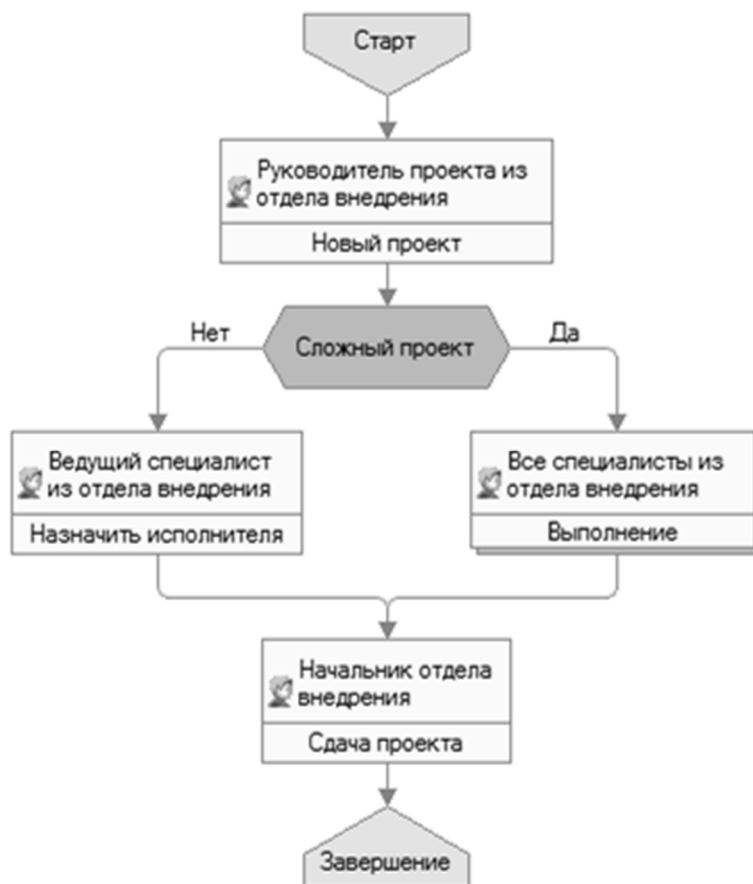 Старт
Руководитель проекта из
отдела внедрения
Новый проект
Нет
Сложный проект
Да
Ведущий специалист
из отдела внедрения
Назначить исполнителя
Все специалисты из
отдела внедрения
Выполнение
Начальник отдела
внедрения
Сдача проекта
Завершение